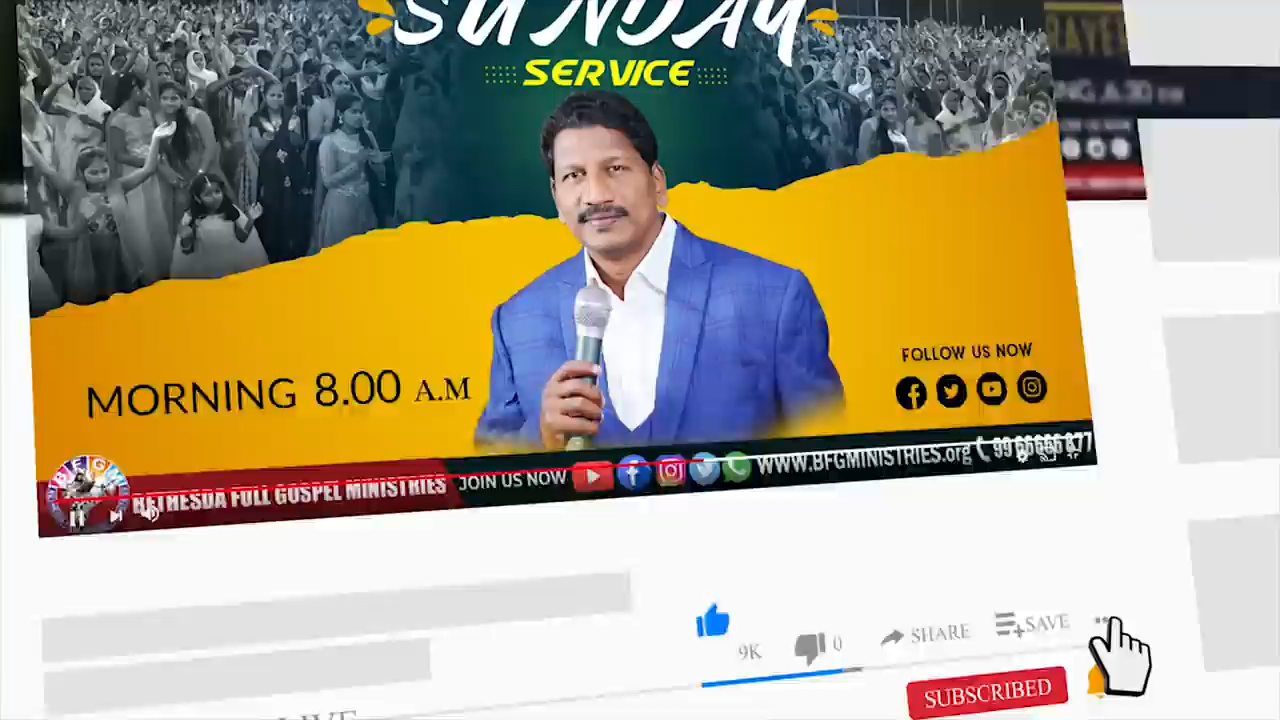 SUNDAY
SERVICE
MORNING 8.00 A.M
FOLLOW US NOW
BETHESDA FULL GOSPEL MINISTRIES
JOIN US NOW
WWW.BFGMINISTRIES.org
9K
0
SHARE
SAVE
SUBSCRIBED
LIVE